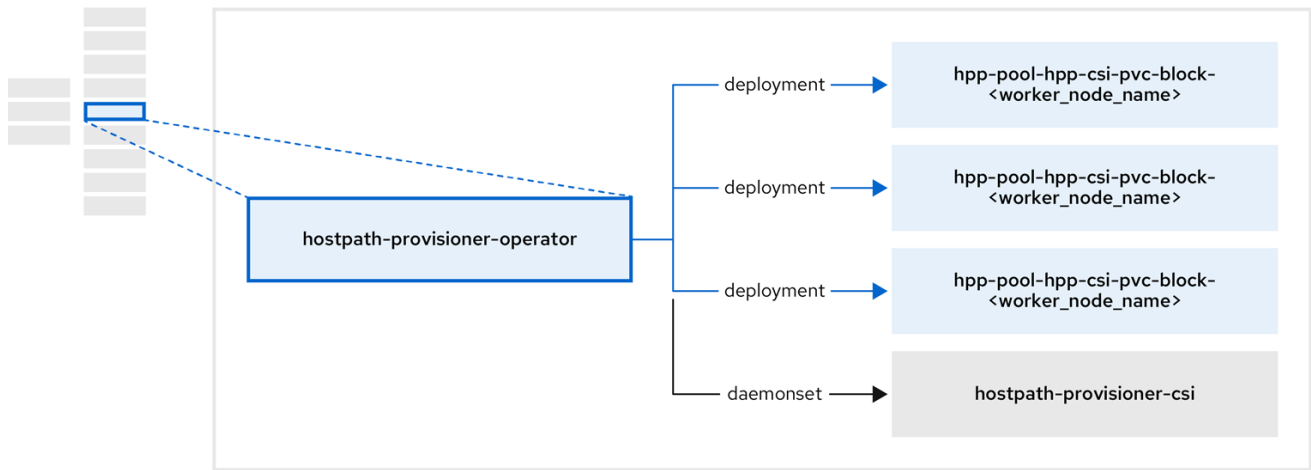 deployment
hpp-pool-hpp-csi-pvc-block-
<worker_node_name>
deployment
hpp-pool-hpp-csi-pvc-block-
<worker_node_name>
hostpath-provisioner-operator
deployment
hpp-pool-hpp-csi-pvc-block-
<worker_node_name>
daemonset
hostpath-provisioner-csi